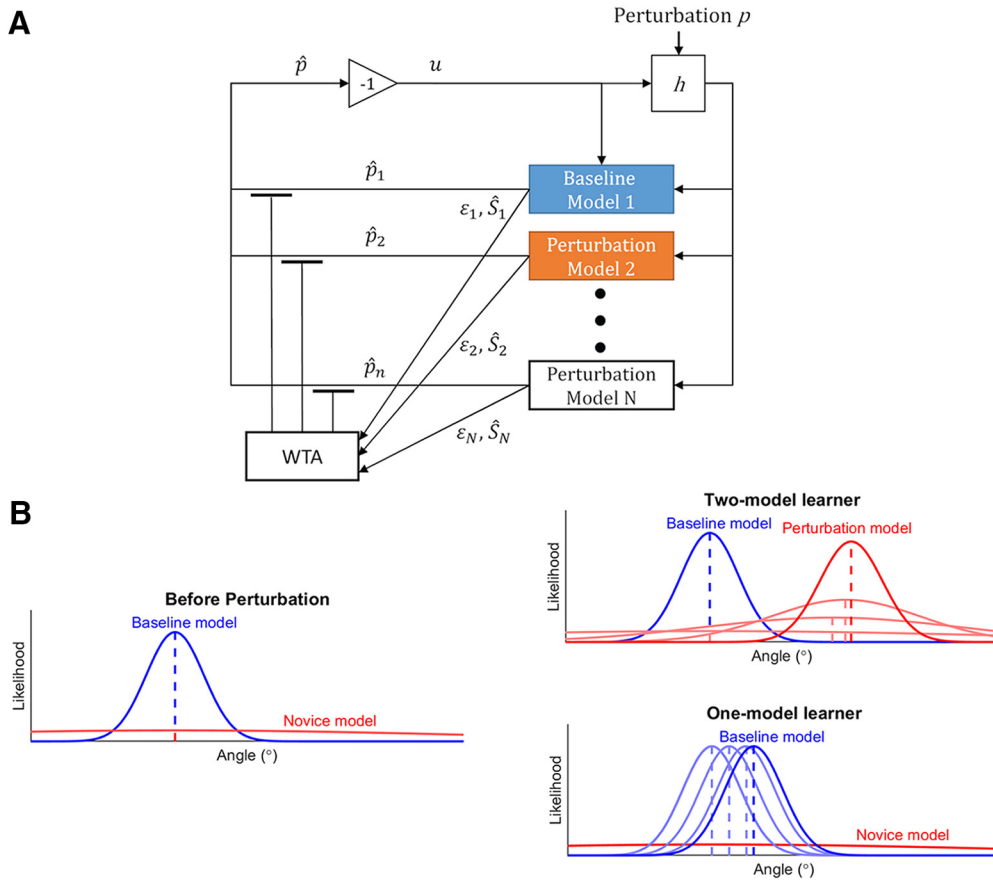 A
Perturbation p
p̂
-1
u
h
p̂₁
Baseline
Model 1
ε₁, Ŝ₁
p̂₂
Perturbation
Model 2
ε₂, Ŝ₂
p̂ₙ
Perturbation
Model N
ε_N, Ŝ_N
WTA
B
Before Perturbation
Baseline model
Novice model
Likelihood
Angle (°)
Two-model learner
Baseline model
Perturbation model
Likelihood
Angle (°)
One-model learner
Baseline model
Novice model
Likelihood
Angle (°)